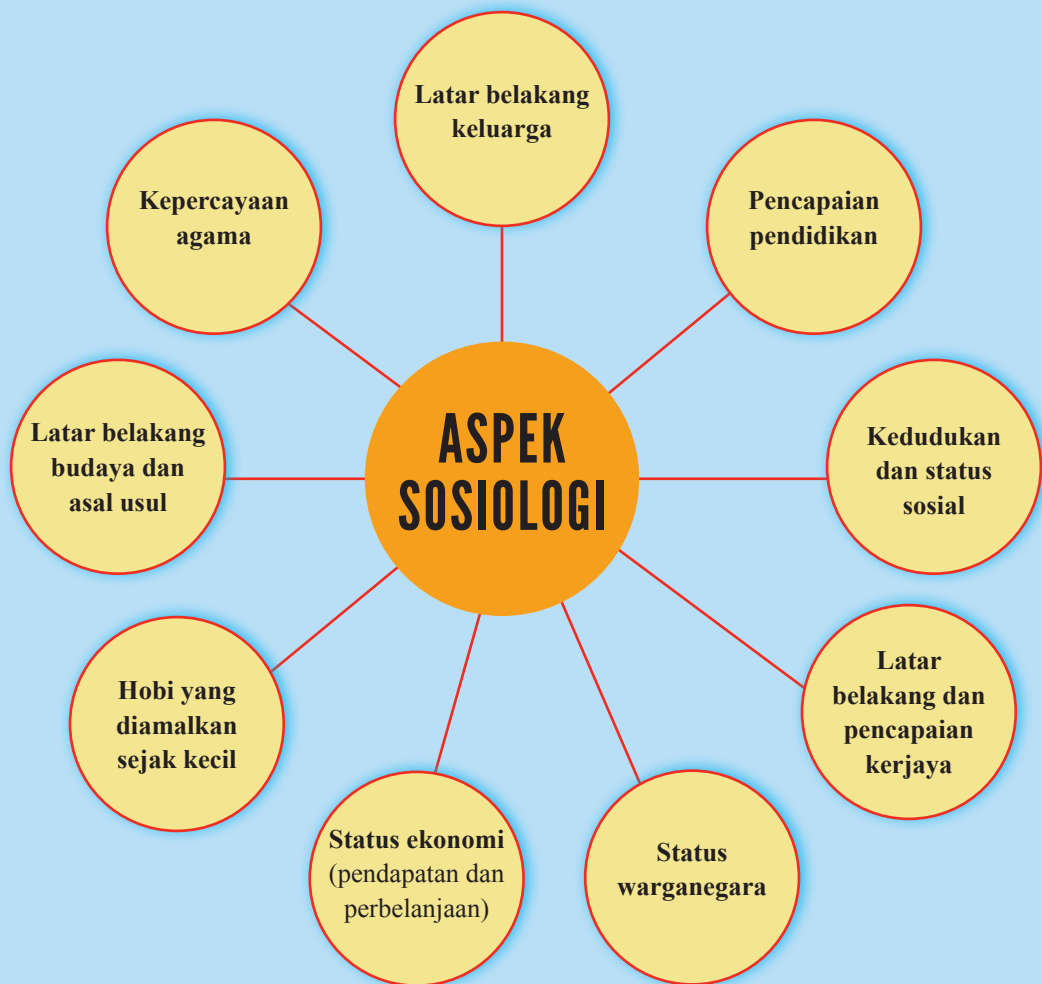 Latar belakang
keluarga
Kepercayaan
agama
Pencapaian
pendidikan
Latar belakang
budaya dan
asal usul
ASPEK
SOSIOLOGI
Kedudukan
dan status
sosial
Hobi yang
diamalkan
sejak kecil
Latar
belakang dan
pencapaian
kerjaya
Status ekonomi
(pendapatan dan
perbelanjaan)
Status
warganegara